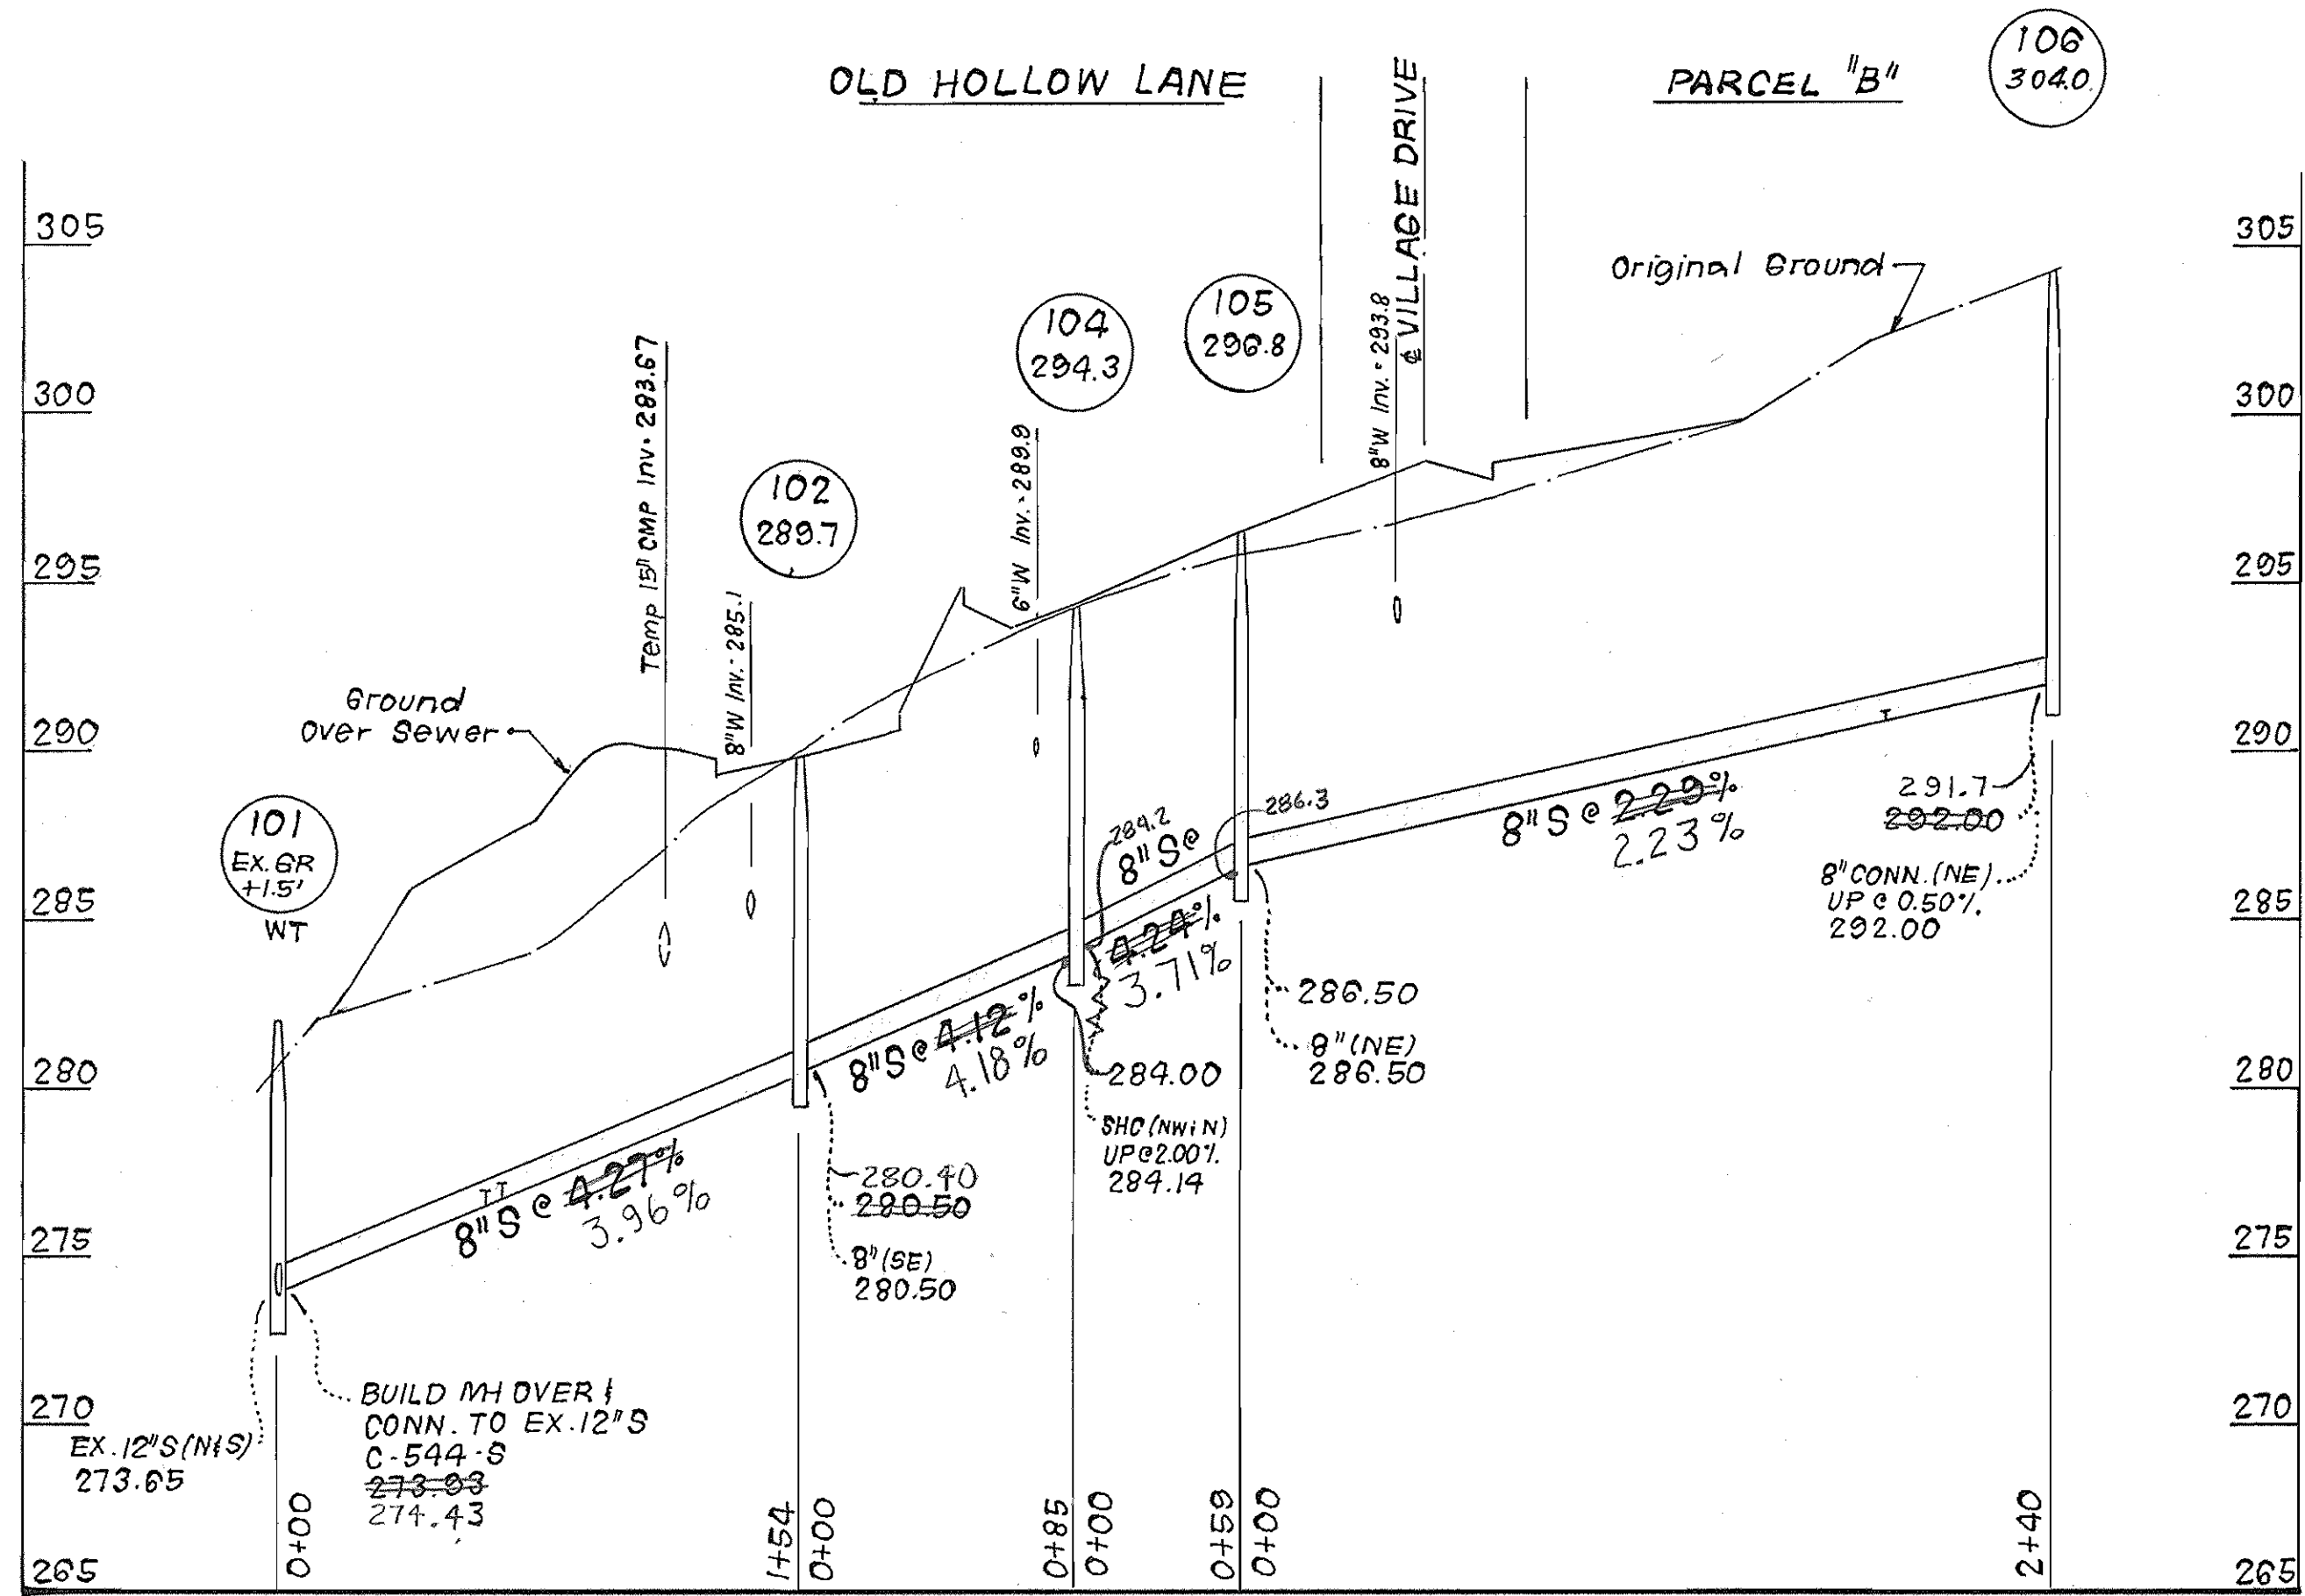 OLD HOLLOW LANE
PARCEL "B"
106
304.0
305
305
300
300
295
295
290
290
285
285
280
280
275
275
270
270
265
265
Original Ground
℄ VILLAGE DRIVE
8"W Inv. = 293.8
105
296.8
104
294.3
6"W Inv. = 289.9
102
289.7
Temp 15" CMP Inv. 283.67
8"W Inv. = 285.1
Ground
Over Sewer
101
EX. GR
+1.5'
WT
8"S @ 4.27%
3.96%
TT
8"S @ 4.12%
4.18%
284.2
8"S @
4.24%
3.71%
286.3
8"S @ 2.29%
2.23%
T
291.7
292.00
8" CONN. (NE)
UP @ 0.50%
292.00
286.50
8" (NE)
286.50
284.00
SHC (NW & N)
UP @ 2.00%
284.14
280.40
280.50
8" (SE)
280.50
BUILD MH OVER &
CONN. TO EX. 12" S
C-544-S
273.93
274.43
EX. 12"S (N&S)
273.65
0+00
1+54
0+00
0+85
0+00
0+59
0+00
2+40